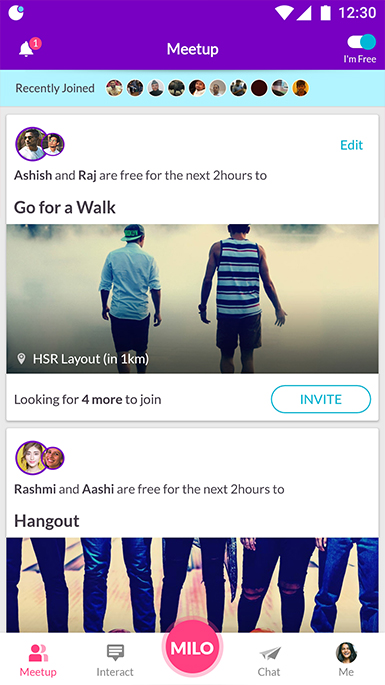 12:30
1
Meetup
I'm Free
Recently Joined
Edit
Ashish and Raj are free for the next 2hours to
Go for a Walk
HSR Layout (in 1km)
Looking for 4 more to join
INVITE
Rashmi and Aashi are free for the next 2hours to
Hangout
Meetup
Interact
MILO
Chat
Me